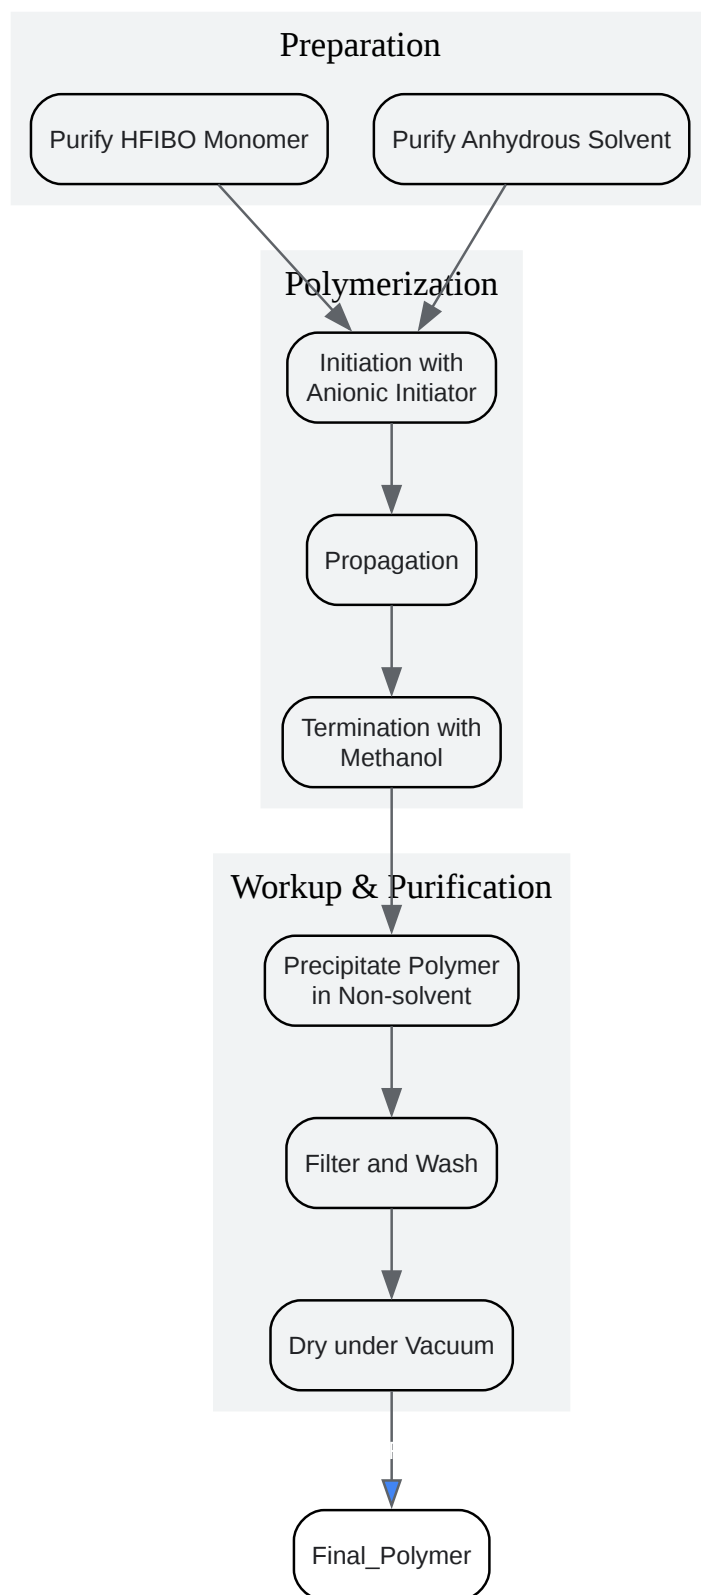 Preparation
Purify HFIBO Monomer
Purify Anhydrous Solvent
Polymerization
Initiation with
Anionic Initiator
Propagation
Termination with
Methanol
Workup & Purification
Precipitate Polymer
in Non-solvent
Filter and Wash
Dry under Vacuum
Final_Polymer